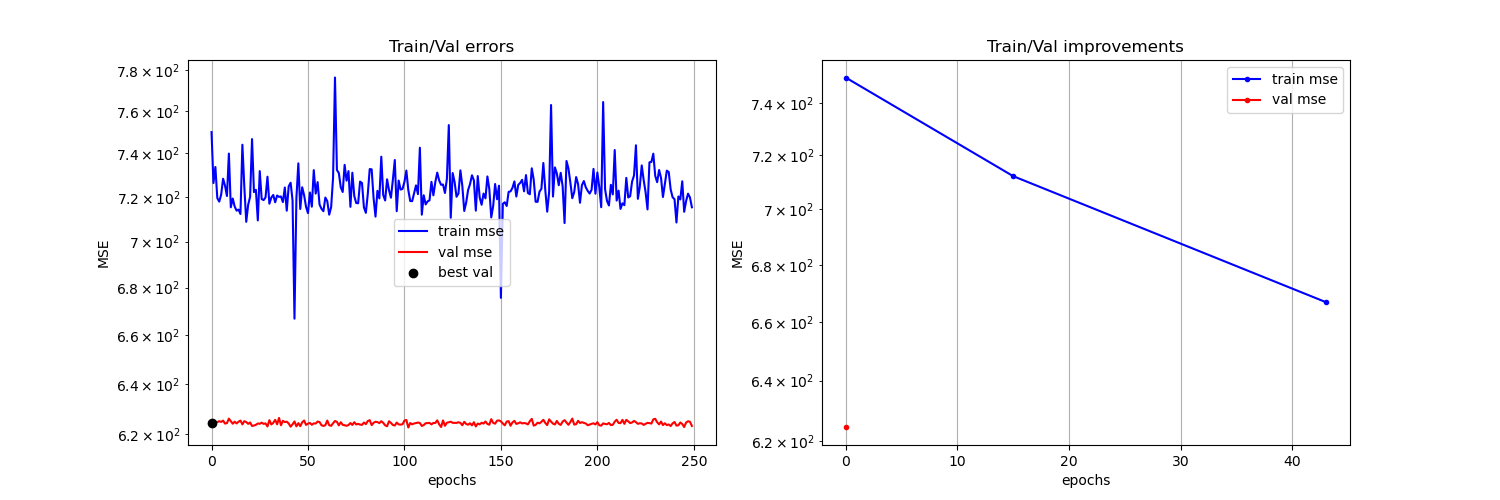 Train/Val errors
7.8 × 10²
7.6 × 10²
7.4 × 10²
7.2 × 10²
7 × 10²
6.8 × 10²
6.6 × 10²
6.4 × 10²
6.2 × 10²
MSE
train mse
val mse
best val
0 50 100 150 200 250
epochs
Train/Val improvements
7.4 × 10²
7.2 × 10²
7 × 10²
6.8 × 10²
6.6 × 10²
6.4 × 10²
6.2 × 10²
MSE
train mse
val mse
0 10 20 30 40
epochs